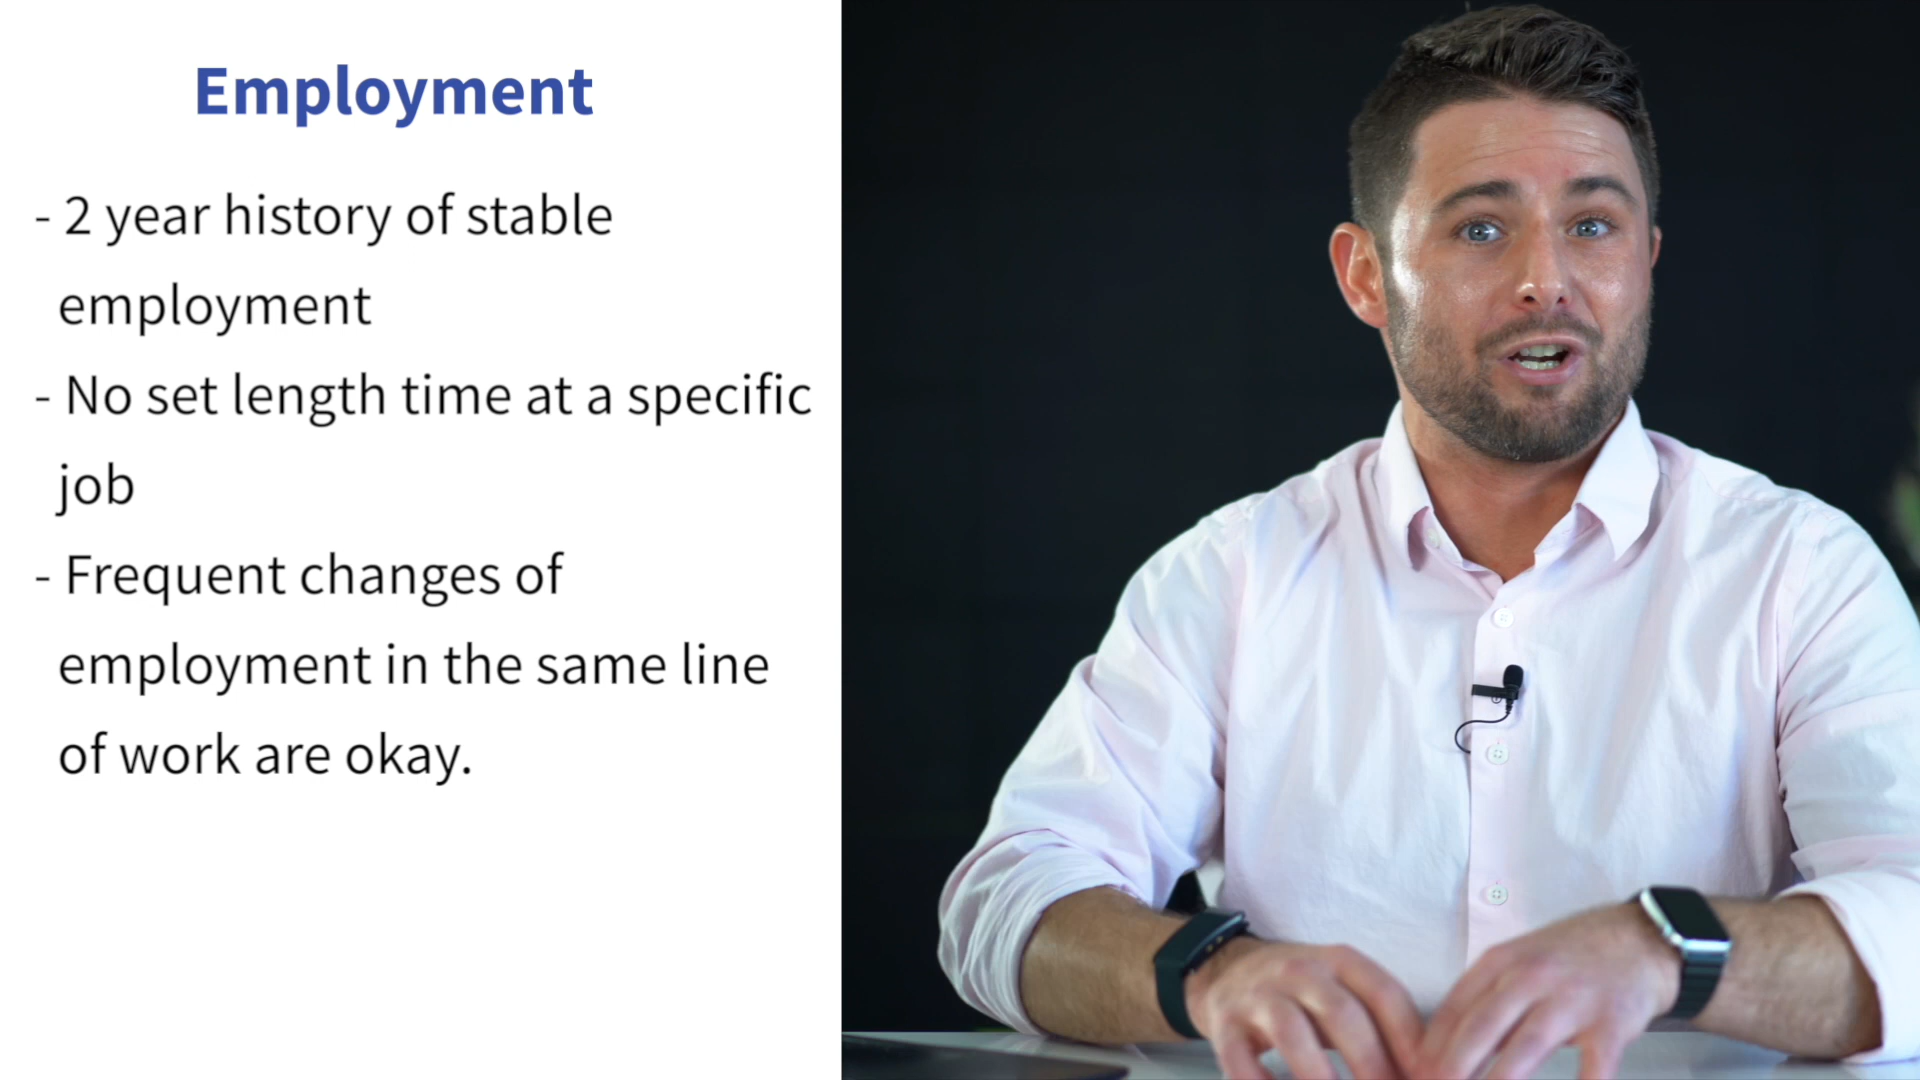 Employment
- 2 year history of stable
employment
- No set length time at a specific
job
- Frequent changes of
employment in the same line
of work are okay.